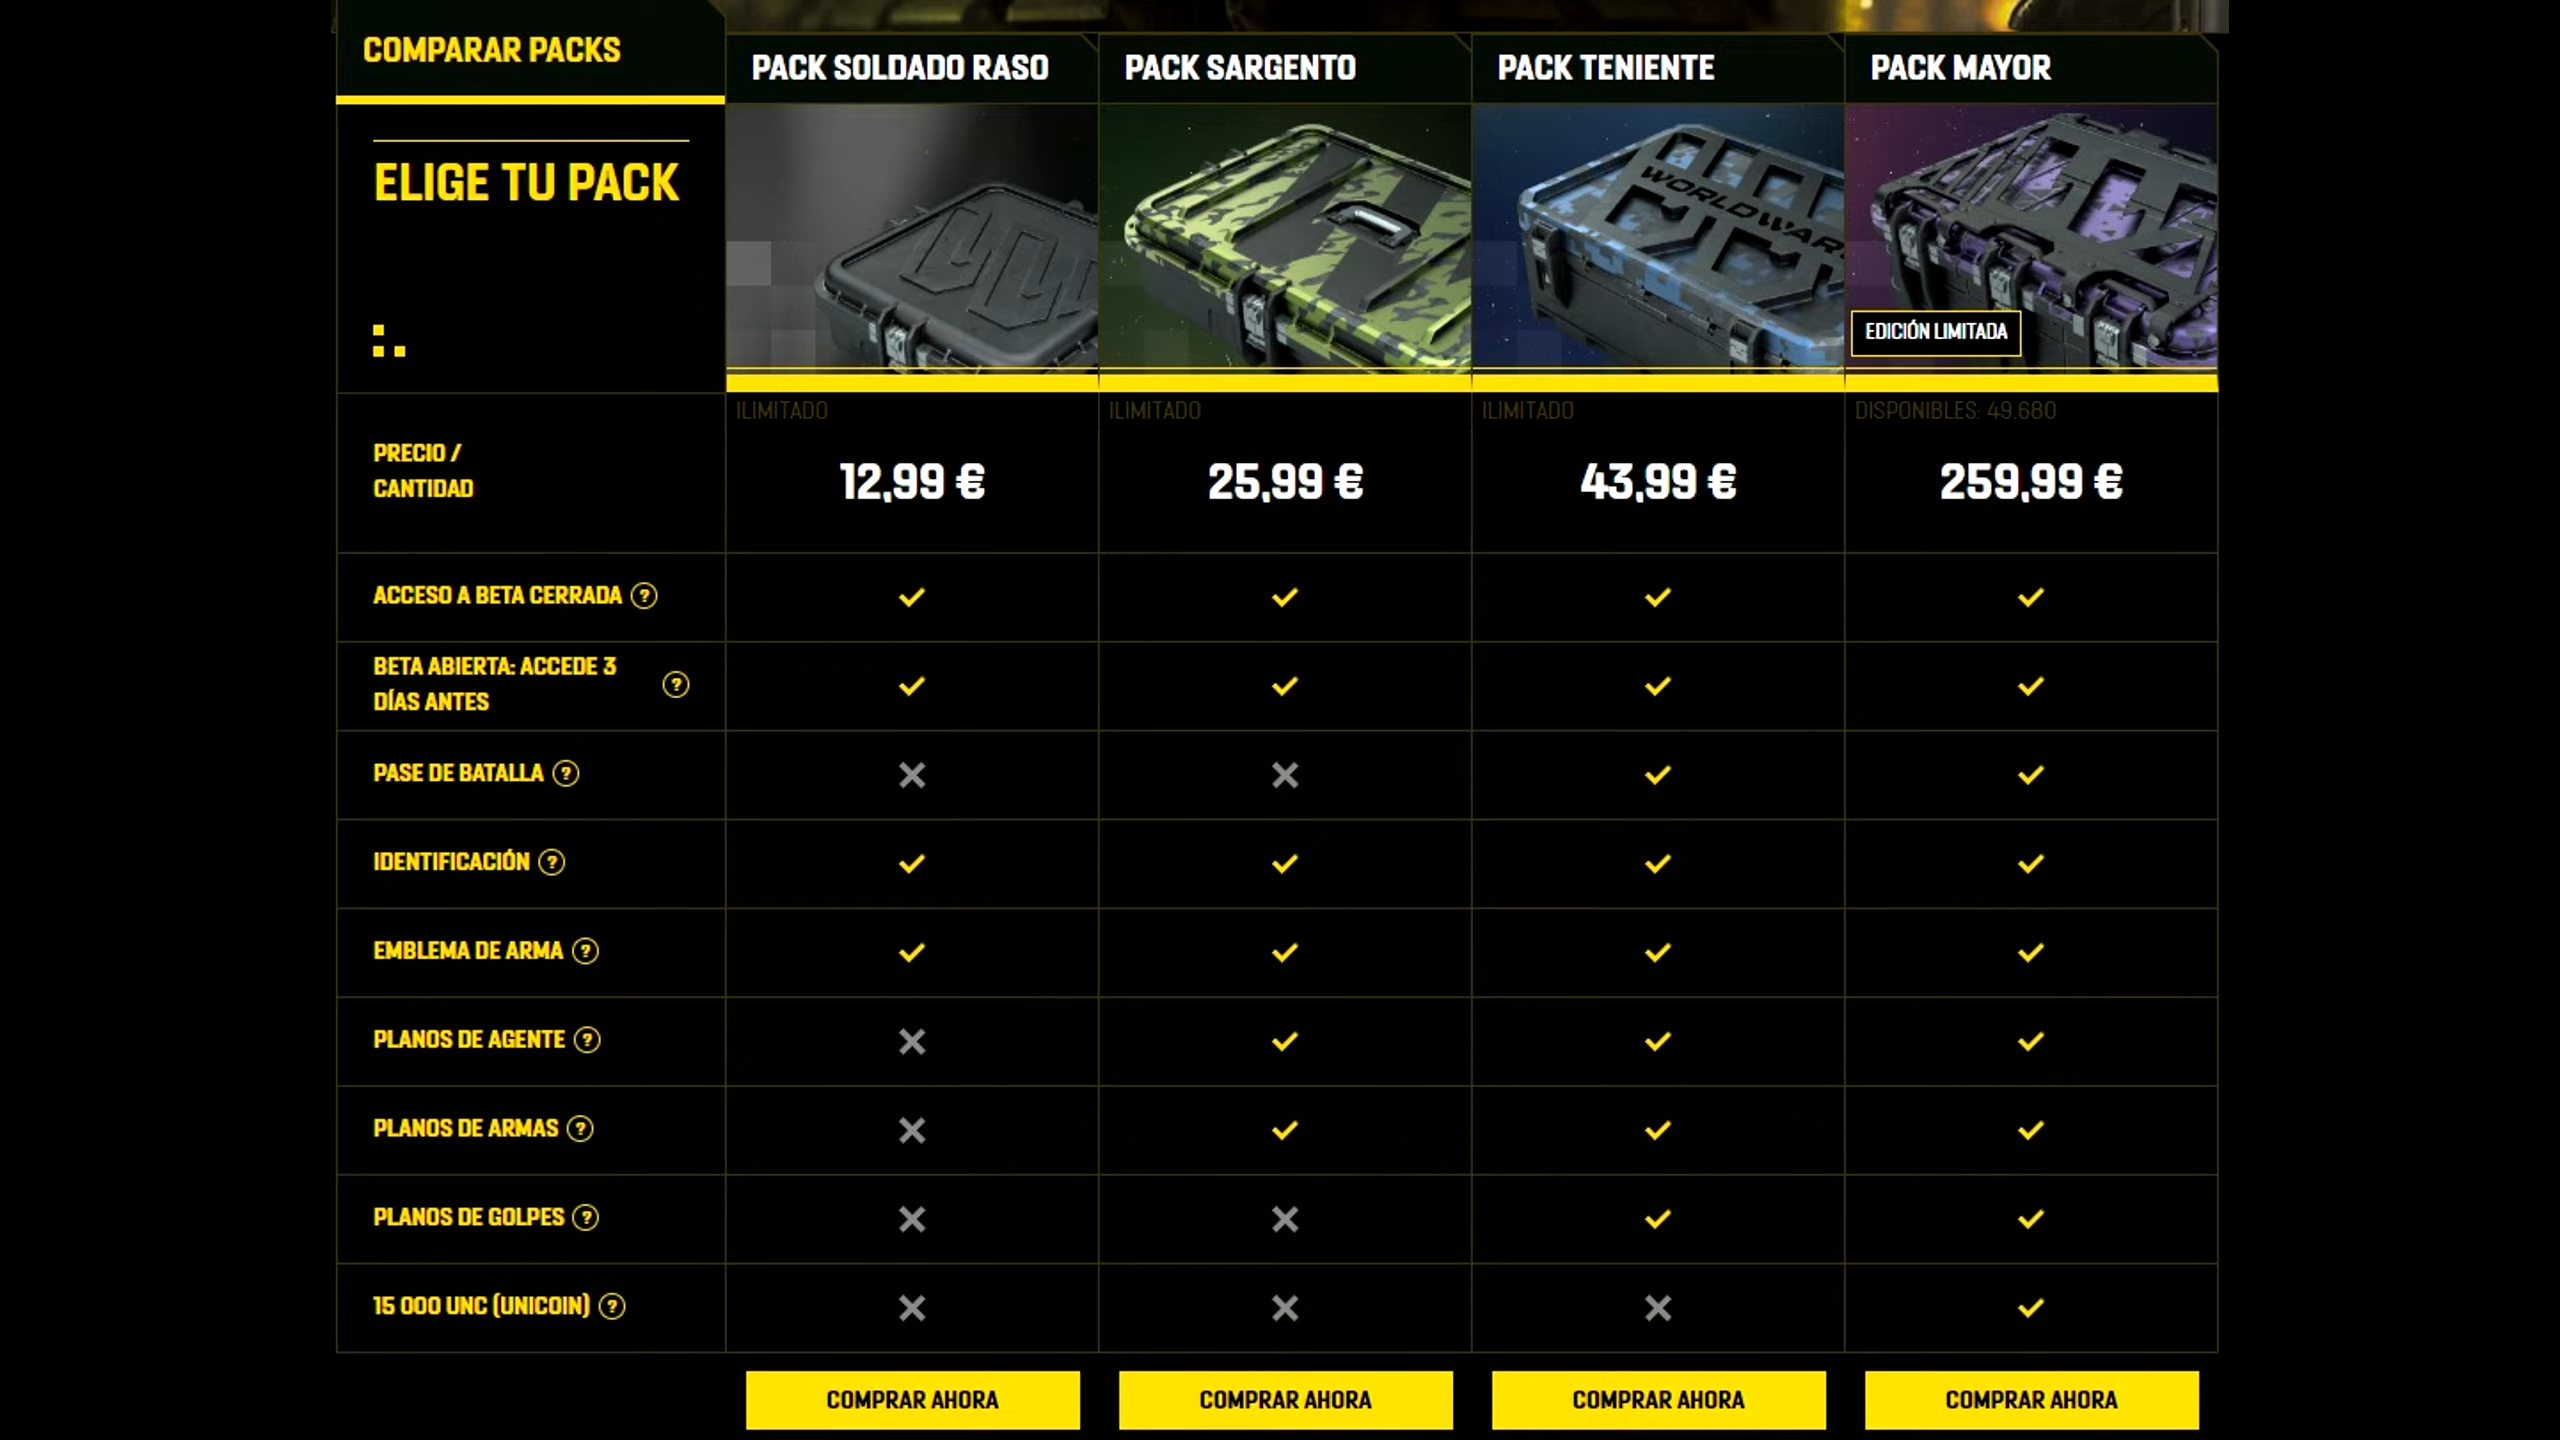 COMPARAR PACKS
PACK SOLDADO RASO
PACK SARGENTO
PACK TENIENTE
PACK MAYOR
ELIGE TU PACK
WORLD WAR
EDICIÓN LIMITADA
ILIMITADO
ILIMITADO
ILIMITADO
DISPONIBLES: 49.680
PRECIO /
CANTIDAD
12,99 €
25,99 €
43,99 €
259,99 €
ACCESO A BETA CERRADA ?
BETA ABIERTA: ACCEDE 3
DÍAS ANTES ?
PASE DE BATALLA ?
IDENTIFICACIÓN ?
EMBLEMA DE ARMA ?
PLANOS DE AGENTE ?
PLANOS DE ARMAS ?
PLANOS DE GOLPES ?
15 000 UNC (UNICOIN) ?
COMPRAR AHORA
COMPRAR AHORA
COMPRAR AHORA
COMPRAR AHORA